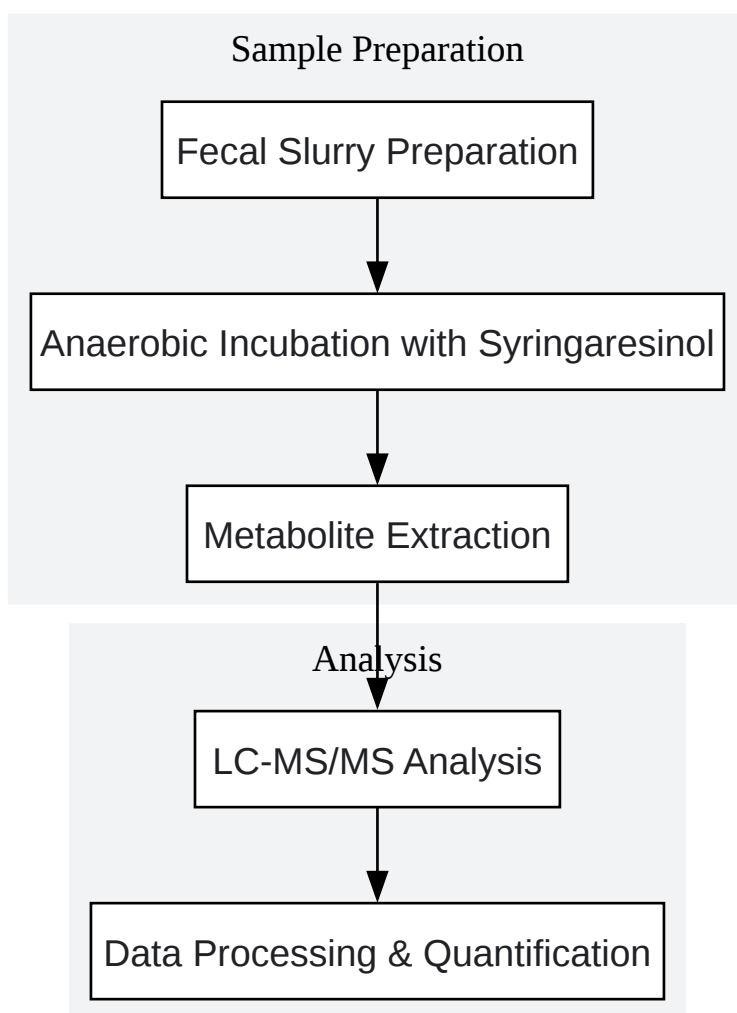 Sample Preparation
Fecal Slurry Preparation
Anaerobic Incubation with Syringaresinol
Metabolite Extraction
Analysis
LC-MS/MS Analysis
Data Processing & Quantification